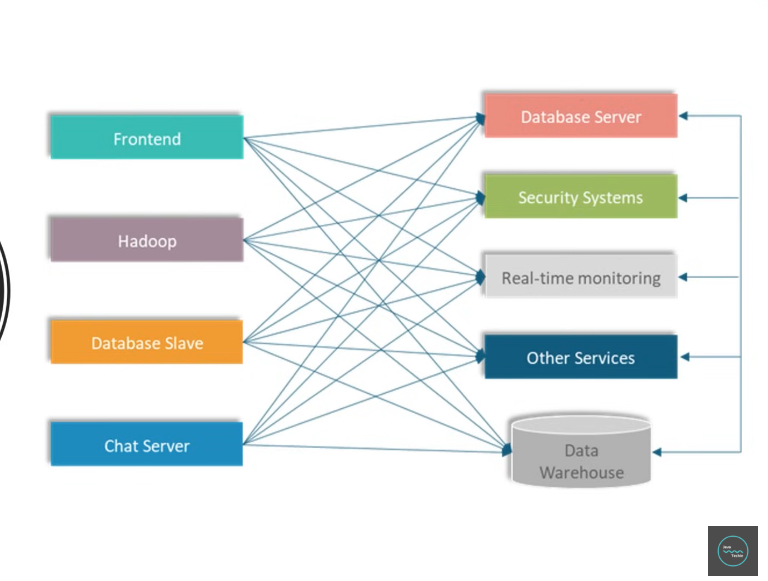 Frontend
Hadoop
Database Slave
Chat Server
Database Server
Security Systems
Real-time monitoring
Other Services
Data
Warehouse